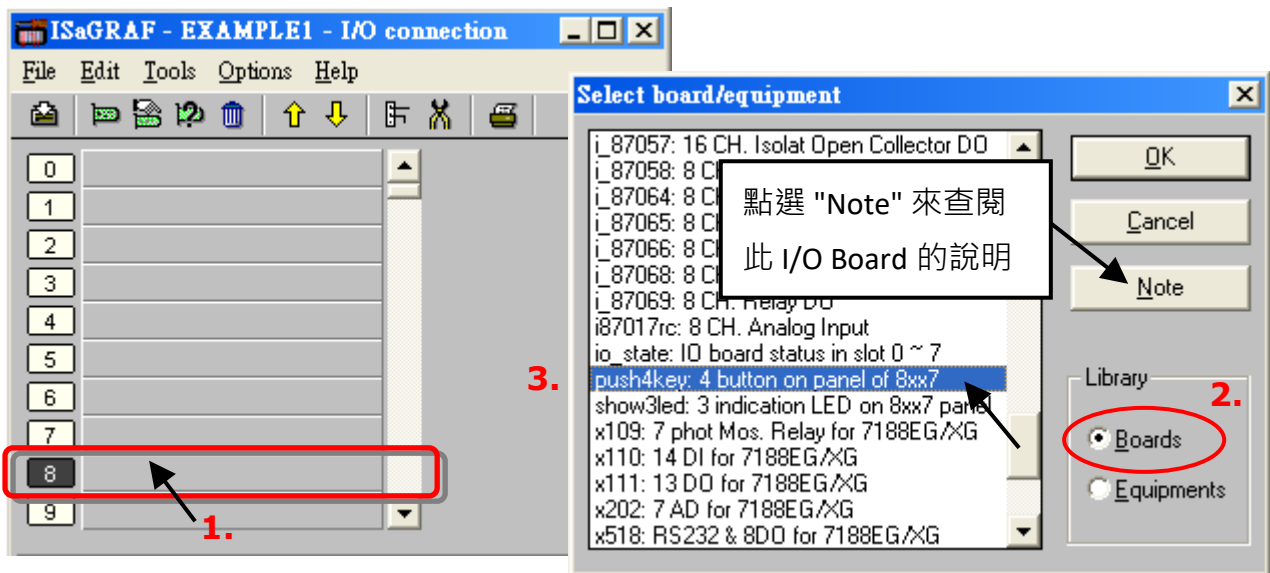 ISaGRAF - EXAMPLE1 - I/O connection
File Edit Tools Options Help
0
1
2
3
4
5
6
7
8
9
1.
Select board/equipment
i_87057: 16 CH. Isolat Open Collector DO
i_87058: 8 C
i_87064: 8 C
i_87065: 8 C
i_87066: 8 C
i_87068: 8 C
i_87069: 8 CH. Relay DO
i87017rc: 8 CH. Analog Input
io_state: IO board status in slot 0 ~ 7
push4key: 4 button on panel of 8xx7
show3led: 3 indication LED on 8xx7 panel
x109: 7 phot Mos. Relay for 7188EG/XG
x110: 14 DI for 7188EG/XG
x111: 13 DO for 7188EG/XG
x202: 7 AD for 7188EG/XG
x518: RS232 & 8DO for 7188EG/XG
3.
點選 "Note" 來查閱
此 I/O Board 的說明
OK
Cancel
Note
Library
2.
Boards
Equipments